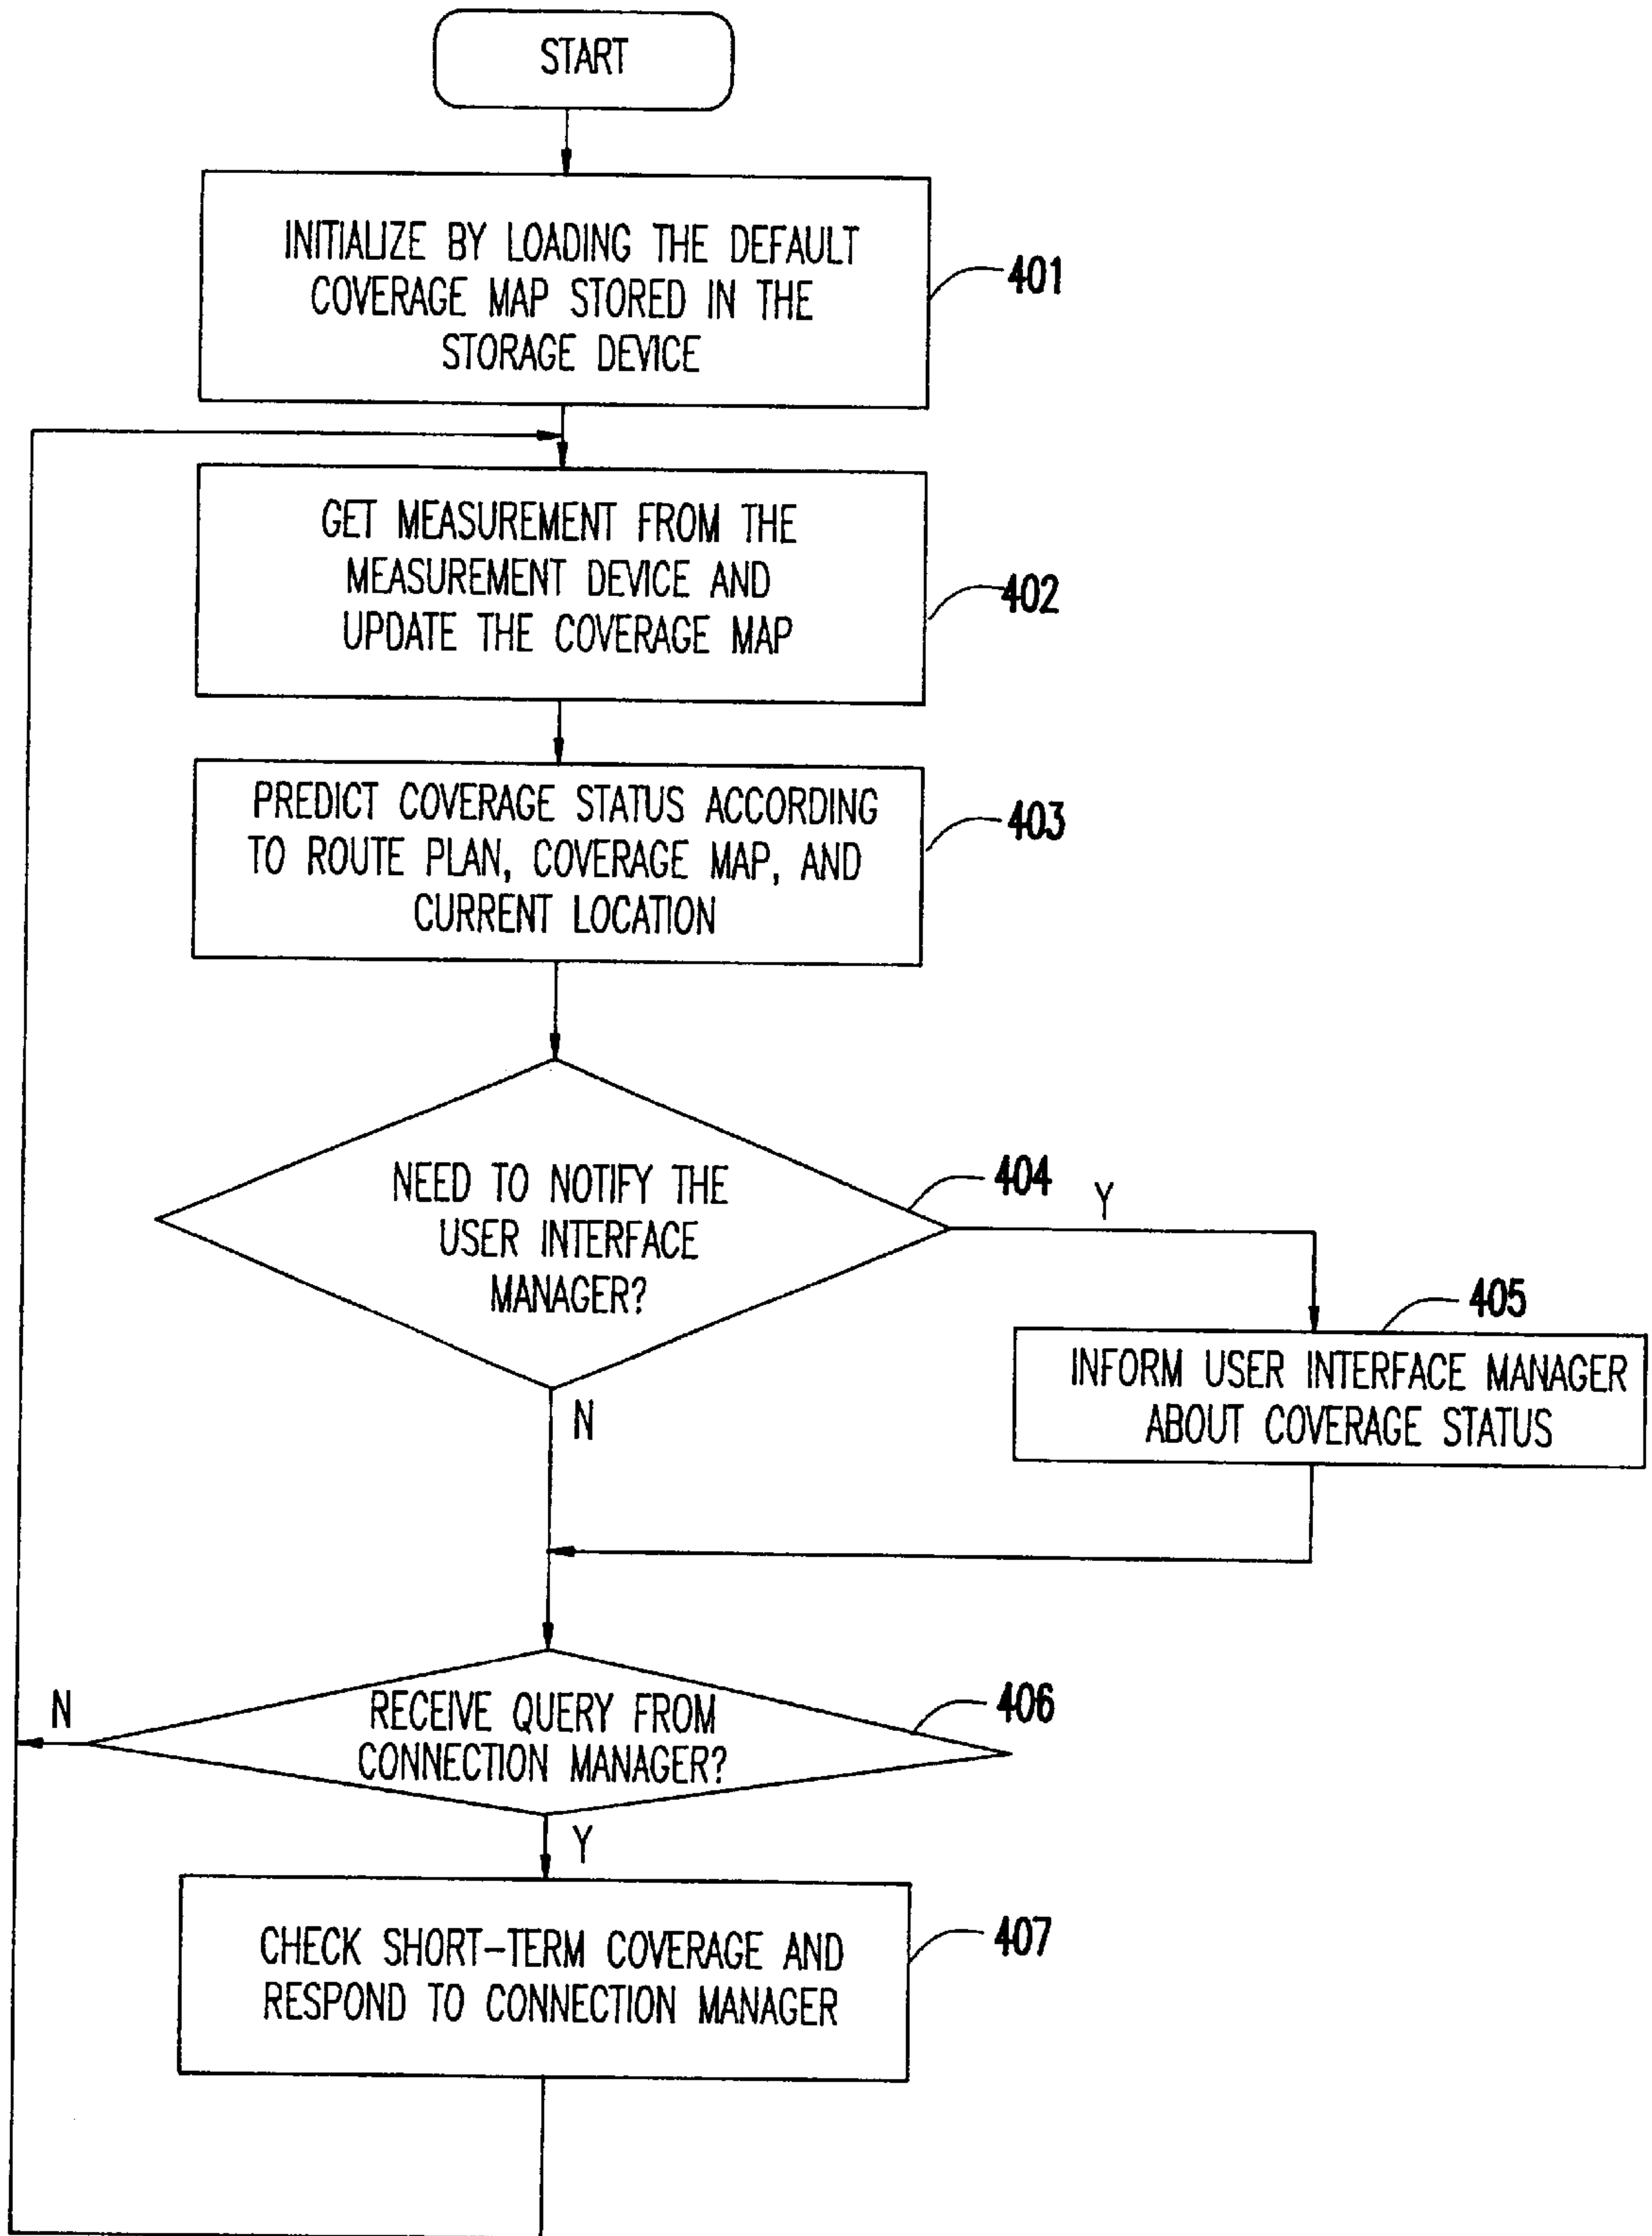 START
INITIALIZE BY LOADING THE DEFAULT
COVERAGE MAP STORED IN THE
STORAGE DEVICE
401
GET MEASUREMENT FROM THE
MEASUREMENT DEVICE AND
UPDATE THE COVERAGE MAP
402
PREDICT COVERAGE STATUS ACCORDING
TO ROUTE PLAN, COVERAGE MAP, AND
CURRENT LOCATION
403
NEED TO NOTIFY THE
USER INTERFACE
MANAGER?
404
Y
N
405
INFORM USER INTERFACE MANAGER
ABOUT COVERAGE STATUS
RECEIVE QUERY FROM
CONNECTION MANAGER?
406
N
Y
CHECK SHORT-TERM COVERAGE AND
RESPOND TO CONNECTION MANAGER
407